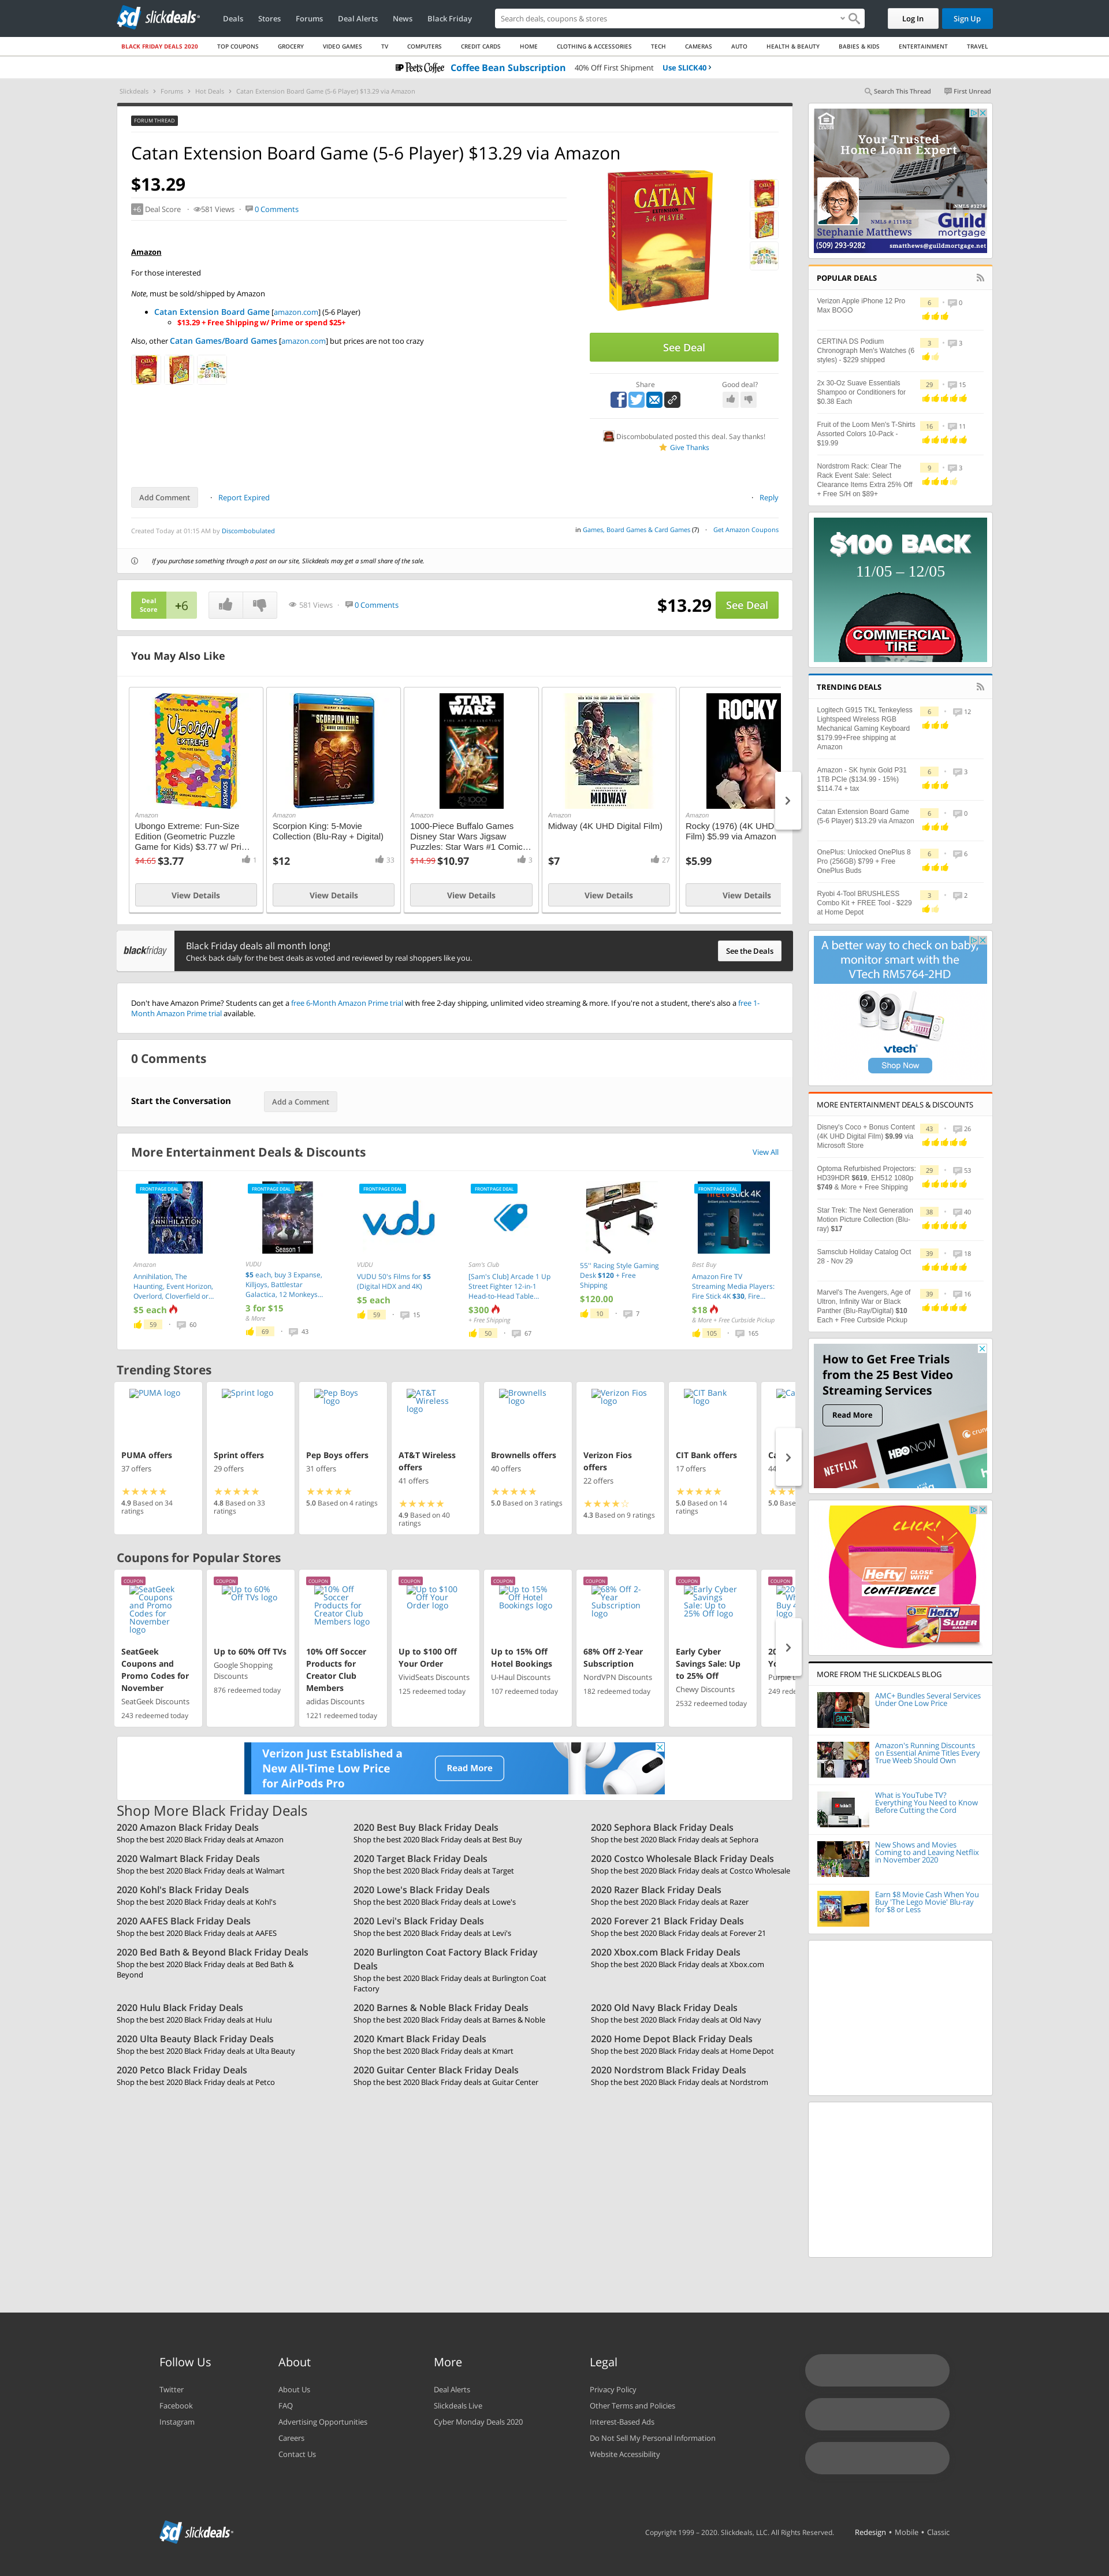 slickdeals
Deals
Stores
Forums
Deal Alerts
News
Black Friday
Search deals, coupons & stores
Log In
Sign Up
BLACK FRIDAY DEALS 2020
TOP COUPONS
GROCERY
VIDEO GAMES
TV
COMPUTERS
CREDIT CARDS
HOME
CLOTHING & ACCESSORIES
TECH
CAMERAS
AUTO
HEALTH & BEAUTY
BABIES & KIDS
ENTERTAINMENT
TRAVEL
Peet's Coffee
Coffee Bean Subscription
40% Off First Shipment
Use SLICK40
Slickdeals
Forums
Hot Deals
Catan Extension Board Game (5-6 Player) $13.29 via Amazon
Search This Thread
First Unread
FORUM THREAD
Catan Extension Board Game (5-6 Player) $13.29 via Amazon
$13.29
+6 Deal Score
581 Views
0 Comments
Amazon
For those interested
Note, must be sold/shipped by Amazon
Catan Extension Board Game [amazon.com] (5-6 Player)
$13.29 + Free Shipping w/ Prime or spend $25+
Also, other Catan Games/Board Games [amazon.com] but prices are not too crazy
CATAN
EXTENSION
5-6 PLAYER
CATAN
See Deal
Share
Good deal?
Discombobulated posted this deal. Say thanks!
Give Thanks
Add Comment
Report Expired
Reply
Created Today at 01:15 AM by Discombobulated
in Games, Board Games & Card Games (7)
Get Amazon Coupons
If you purchase something through a post on our site, Slickdeals may get a small share of the sale.
Deal Score
+6
581 Views
0 Comments
$13.29
See Deal
You May Also Like
Ubongo!
EXTREME
KOSMOS
Amazon
Ubongo Extreme: Fun-Size Edition (Geometric Puzzle Game for Kids) $3.77 w/ Pri…
$4.65 $3.77
1
View Details
THE SCORPION KING
5-MOVIE COLLECTION
Amazon
Scorpion King: 5-Movie Collection (Blu-Ray + Digital)
$12
33
View Details
STAR WARS
1000
Amazon
1000-Piece Buffalo Games Disney Star Wars Jigsaw Puzzles: Star Wars #1 Comic…
$14.99 $10.97
3
View Details
MIDWAY
Amazon
Midway (4K UHD Digital Film)
$7
27
View Details
ROCKY
Amazon
Rocky (1976) (4K UHD
Film) $5.99 via Amazon
$5.99
View Details
blackfriday
Black Friday deals all month long!
Check back daily for the best deals as voted and reviewed by real shoppers like you.
See the Deals
Don't have Amazon Prime? Students can get a free 6-Month Amazon Prime trial with free 2-day shipping, unlimited video streaming & more. If you're not a student, there's also a free 1-
Month Amazon Prime trial available.
0 Comments
Start the Conversation
Add a Comment
More Entertainment Deals & Discounts
View All
FRONTPAGE DEAL
ANNIHILATION
Amazon
Annihilation, The Haunting, Event Horizon, Overlord, Cloverfield or...
$5 each
59
60
FRONTPAGE DEAL
Season 1
VUDU
$5 each, buy 3 Expanse, Killjoys, Battlestar Galactica, 12 Monkeys...
3 for $15
& More
69
43
FRONTPAGE DEAL
vudu
VUDU
VUDU 50's Films for $5 (Digital HDX and 4K)
$5 each
59
15
FRONTPAGE DEAL
Sam's Club
[Sam's Club] Arcade 1 Up Street Fighter 12-in-1 Head-to-Head Table...
$300
+ Free Shipping
50
67
55" Racing Style Gaming Desk $120 + Free Shipping
$120.00
10
7
FRONTPAGE DEAL
fire tv stick 4K
Best Buy
Amazon Fire TV Streaming Media Players: Fire Stick 4K $30, Fire...
$18
& More + Free Curbside Pickup
105
165
Trending Stores
PUMA logo
PUMA offers
37 offers
4.9 Based on 34 ratings
Sprint logo
Sprint offers
29 offers
4.8 Based on 33 ratings
Pep Boys logo
Pep Boys offers
31 offers
5.0 Based on 4 ratings
AT&T Wireless logo
AT&T Wireless offers
41 offers
4.9 Based on 40 ratings
Brownells logo
Brownells offers
40 offers
5.0 Based on 3 ratings
Verizon Fios logo
Verizon Fios offers
22 offers
4.3 Based on 9 ratings
CIT Bank logo
CIT Bank offers
17 offers
5.0 Based on 14 ratings
Ca
Ca
44
5.0 Base
Coupons for Popular Stores
COUPON
SeatGeek Coupons and Promo Codes for November logo
SeatGeek Coupons and Promo Codes for November
SeatGeek Discounts
243 redeemed today
COUPON
Up to 60% Off TVs logo
Up to 60% Off TVs
Google Shopping Discounts
876 redeemed today
COUPON
10% Off Soccer Products for Creator Club Members logo
10% Off Soccer Products for Creator Club Members
adidas Discounts
1221 redeemed today
COUPON
Up to $100 Off Your Order logo
Up to $100 Off Your Order
VividSeats Discounts
125 redeemed today
COUPON
Up to 15% Off Hotel Bookings logo
Up to 15% Off Hotel Bookings
U-Haul Discounts
107 redeemed today
COUPON
68% Off 2-Year Subscription logo
68% Off 2-Year Subscription
NordVPN Discounts
182 redeemed today
COUPON
Early Cyber Savings Sale: Up to 25% Off logo
Early Cyber Savings Sale: Up to 25% Off
Chewy Discounts
2532 redeemed today
COUPON
Buy 4
logo
20
Yo
Purple
249 rede
Verizon Just Established a New All-Time Low Price for AirPods Pro
Read More
Shop More Black Friday Deals
2020 Amazon Black Friday Deals
Shop the best 2020 Black Friday deals at Amazon
2020 Best Buy Black Friday Deals
Shop the best 2020 Black Friday deals at Best Buy
2020 Sephora Black Friday Deals
Shop the best 2020 Black Friday deals at Sephora
2020 Walmart Black Friday Deals
Shop the best 2020 Black Friday deals at Walmart
2020 Target Black Friday Deals
Shop the best 2020 Black Friday deals at Target
2020 Costco Wholesale Black Friday Deals
Shop the best 2020 Black Friday deals at Costco Wholesale
2020 Kohl's Black Friday Deals
Shop the best 2020 Black Friday deals at Kohl's
2020 Lowe's Black Friday Deals
Shop the best 2020 Black Friday deals at Lowe's
2020 Razer Black Friday Deals
Shop the best 2020 Black Friday deals at Razer
2020 AAFES Black Friday Deals
Shop the best 2020 Black Friday deals at AAFES
2020 Levi's Black Friday Deals
Shop the best 2020 Black Friday deals at Levi's
2020 Forever 21 Black Friday Deals
Shop the best 2020 Black Friday deals at Forever 21
2020 Bed Bath & Beyond Black Friday Deals
Shop the best 2020 Black Friday deals at Bed Bath & Beyond
2020 Burlington Coat Factory Black Friday Deals
Shop the best 2020 Black Friday deals at Burlington Coat Factory
2020 Xbox.com Black Friday Deals
Shop the best 2020 Black Friday deals at Xbox.com
2020 Hulu Black Friday Deals
Shop the best 2020 Black Friday deals at Hulu
2020 Barnes & Noble Black Friday Deals
Shop the best 2020 Black Friday deals at Barnes & Noble
2020 Old Navy Black Friday Deals
Shop the best 2020 Black Friday deals at Old Navy
2020 Ulta Beauty Black Friday Deals
Shop the best 2020 Black Friday deals at Ulta Beauty
2020 Kmart Black Friday Deals
Shop the best 2020 Black Friday deals at Kmart
2020 Home Depot Black Friday Deals
Shop the best 2020 Black Friday deals at Home Depot
2020 Petco Black Friday Deals
Shop the best 2020 Black Friday deals at Petco
2020 Guitar Center Black Friday Deals
Shop the best 2020 Black Friday deals at Guitar Center
2020 Nordstrom Black Friday Deals
Shop the best 2020 Black Friday deals at Nordstrom
Your Trusted
Home Loan Expert
NMLS #3274
NMLS #111832
Guild mortgage
Stephanie Matthews
(509) 293-9282
smatthews@guildmortgage.net
POPULAR DEALS
Verizon Apple iPhone 12 Pro Max BOGO
6
0
CERTINA DS Podium Chronograph Men's Watches (6 styles) - $229 shipped
3
3
2x 30-Oz Suave Essentials Shampoo or Conditioners for $0.38 Each
29
15
Fruit of the Loom Men's T-Shirts Assorted Colors 10-Pack - $19.99
16
11
Nordstrom Rack: Clear The Rack Event Sale: Select Clearance Items Extra 25% Off + Free S/H on $89+
9
3
$100 BACK
11/05 – 12/05
COMMERCIAL TIRE
TRENDING DEALS
Logitech G915 TKL Tenkeyless Lightspeed Wireless RGB Mechanical Gaming Keyboard $179.99+Free shipping at Amazon
6
12
Amazon - SK hynix Gold P31 1TB PCIe ($134.99 - 15%) $114.74 + tax
6
3
Catan Extension Board Game (5-6 Player) $13.29 via Amazon
6
0
OnePlus: Unlocked OnePlus 8 Pro (256GB) $799 + Free OnePlus Buds
6
6
Ryobi 4-Tool BRUSHLESS Combo Kit + FREE Tool - $229 at Home Depot
3
2
A better way to check on baby, monitor smart with the VTech RM5764-2HD
vtech
Shop Now
MORE ENTERTAINMENT DEALS & DISCOUNTS
Disney's Coco + Bonus Content (4K UHD Digital Film) $9.99 via Microsoft Store
43
26
Optoma Refurbished Projectors: HD39HDR $619, EH512 1080p $749 & More + Free Shipping
29
53
Star Trek: The Next Generation Motion Picture Collection (Blu-ray) $17
38
40
Samsclub Holiday Catalog Oct 28 - Nov 29
39
18
Marvel's The Avengers, Age of Ultron, Infinity War or Black Panther (Blu-Ray/Digital) $10 Each + Free Curbside Pickup
39
16
How to Get Free Trials from the 25 Best Video Streaming Services
Read More
NETFLIX
HBO NOW
crunch
CLICK!
Hefty
CLOSE WITH CONFIDENCE
Hefty
SLIDER BAGS
MORE FROM THE SLICKDEALS BLOG
AMC
AMC+ Bundles Several Services Under One Low Price
Amazon's Running Discounts on Essential Anime Titles Every True Weeb Should Own
What is YouTube TV? Everything You Need to Know Before Cutting the Cord
New Shows and Movies Coming to and Leaving Netflix in November 2020
Earn $8 Movie Cash When You Buy 'The Lego Movie' Blu-ray for $8 or Less
Follow Us
Twitter
Facebook
Instagram
About
About Us
FAQ
Advertising Opportunities
Careers
Contact Us
More
Deal Alerts
Slickdeals Live
Cyber Monday Deals 2020
Legal
Privacy Policy
Other Terms and Policies
Interest-Based Ads
Do Not Sell My Personal Information
Website Accessibility
slickdeals
Copyright 1999 – 2020. Slickdeals, LLC. All Rights Reserved.
Redesign • Mobile • Classic